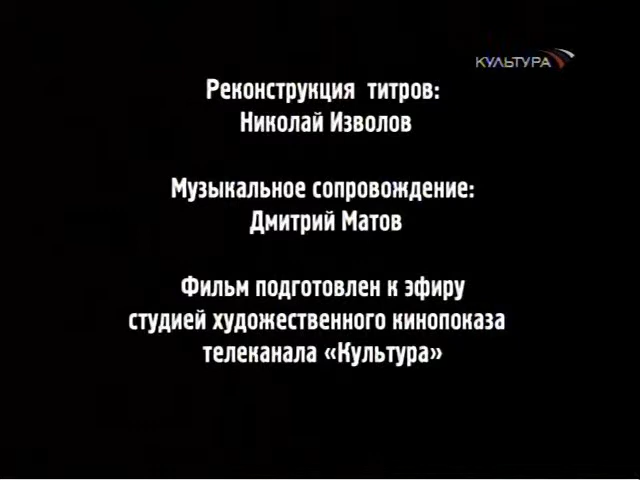 КУЛЬТУРА
Реконструкция титров:
Николай Изволов
Музыкальное сопровождение:
Дмитрий Матов
Фильм подготовлен к эфиру
студией художественного кинопоказа
телеканала «Культура»